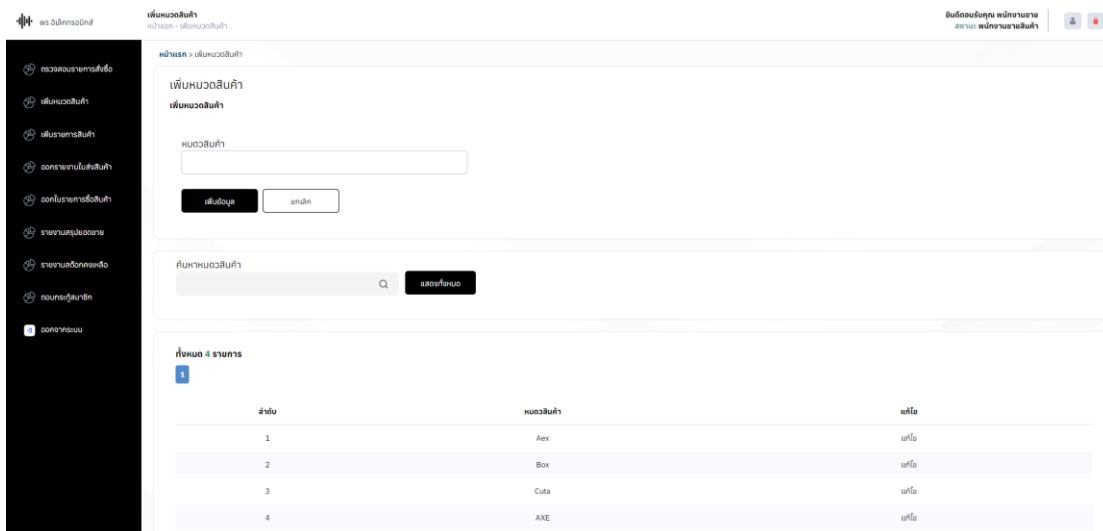 พร อิเล็กทรอนิกส์
เพิ่มหมวดสินค้า
หน้าแรก - เพิ่มหมวดสินค้า
ยินดีตอนรับคุณ พนักงานขาย
สถานะ พนักงานขายสินค้า
ตรวจสอบรายการสั่งซื้อ
เพิ่มหมวดสินค้า
เพิ่มรายการสินค้า
ออกรายงานใบส่งสินค้า
ออกใบรายการซื้อสินค้า
รายงานสรุปยอดขาย
รายงานสต๊อกคงเหลือ
ตอบกระทู้สมาชิก
ออกจากระบบ
หน้าแรก > เพิ่มหมวดสินค้า
เพิ่มหมวดสินค้า
เพิ่มหมวดสินค้า
หมดวสินค้า
เพิ่มข้อมูล
ยกเลิก
ค้นหาหมดวสินค้า
แสดงทั้งหมด
ทั้งหมด 4 รายการ
1
ลำดับ หมดวสินค้า แก้ไข
1 Aex แก้ไข
2 Box แก้ไข
3 Cuta แก้ไข
4 AXE แก้ไข